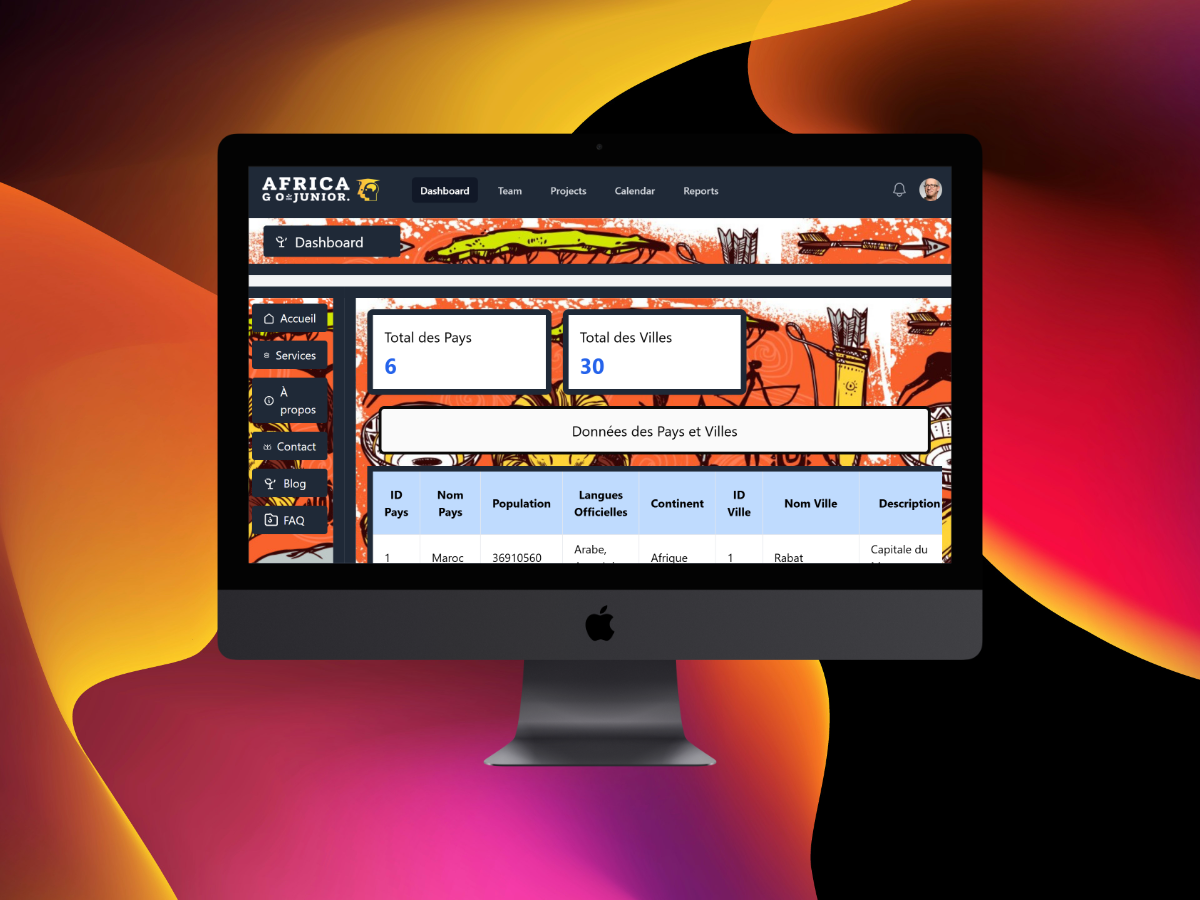 AFRICA
GO JUNIOR.
Dashboard
Team
Projects
Calendar
Reports
Dashboard
Accueil
Services
À
propos
Contact
Blog
FAQ
Total des Pays
6
Total des Villes
30
Données des Pays et Villes
ID
Pays
Nom
Pays
Population
Langues
Officielles
Continent
ID
Ville
Nom Ville
Description
1
Maroc
36910560
Arabe,
Afrique
1
Rabat
Capitale du